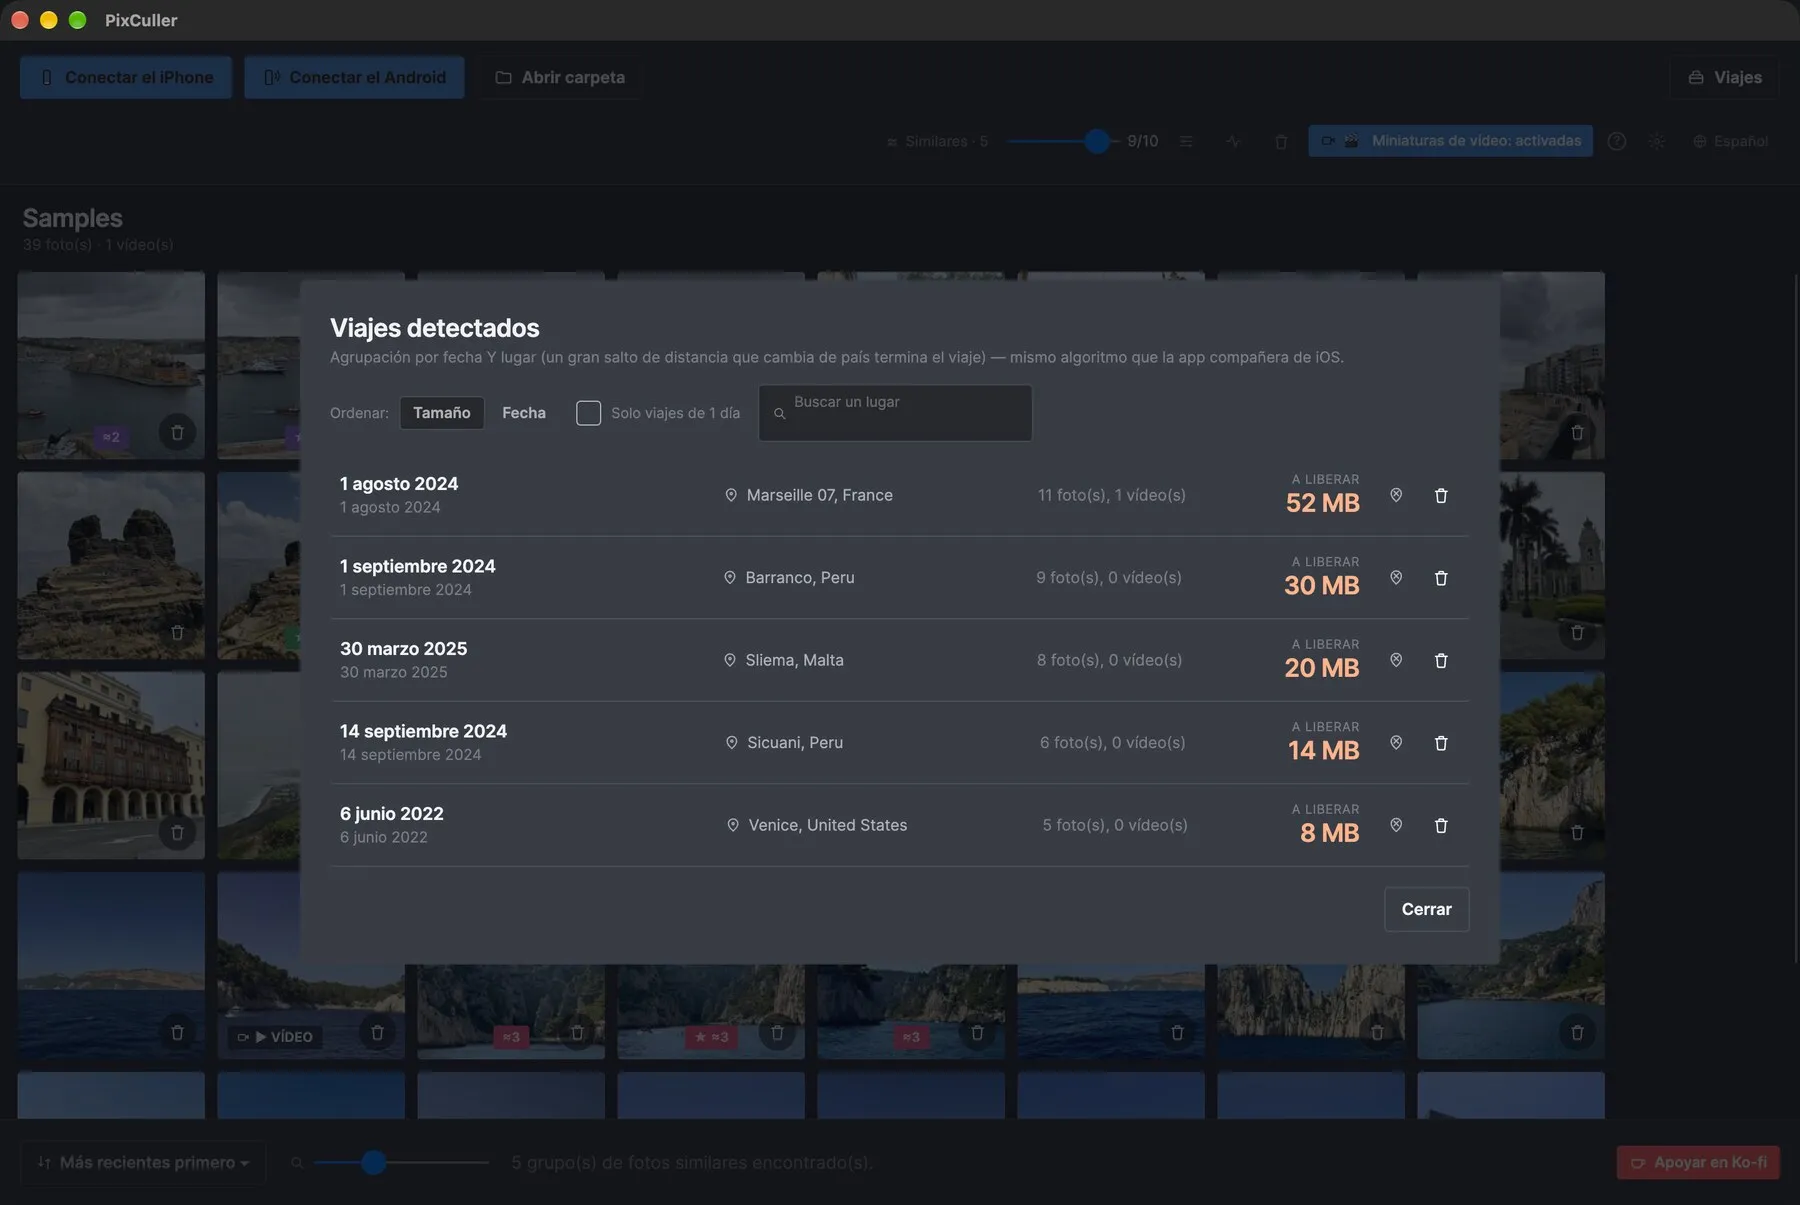 PixCuller
Conectar el iPhone
Conectar el Android
Abrir carpeta
Viajes
Similares · 5
9/10
Miniaturas de vídeo: activadas
Español
Samples
39 foto(s) · 1 vídeo(s)
Viajes detectados
Agrupación por fecha Y lugar (un gran salto de distancia que cambia de país termina el viaje) — mismo algoritmo que la app compañera de iOS.
Ordenar: Tamaño Fecha Solo viajes de 1 día Buscar un lugar
≈2
1 agosto 2024
1 agosto 2024
Marseille 07, France
11 foto(s), 1 vídeo(s)
A LIBERAR
52 MB
1 septiembre 2024
1 septiembre 2024
Barranco, Peru
9 foto(s), 0 vídeo(s)
A LIBERAR
30 MB
30 marzo 2025
30 marzo 2025
Sliema, Malta
8 foto(s), 0 vídeo(s)
A LIBERAR
20 MB
14 septiembre 2024
14 septiembre 2024
Sicuani, Peru
6 foto(s), 0 vídeo(s)
A LIBERAR
14 MB
6 junio 2022
6 junio 2022
Venice, United States
5 foto(s), 0 vídeo(s)
A LIBERAR
8 MB
Cerrar
VÍDEO
≈3
★ ≈3
≈3
Más recientes primero
5 grupo(s) de fotos similares encontrado(s).
Apoyar en Ko-fi